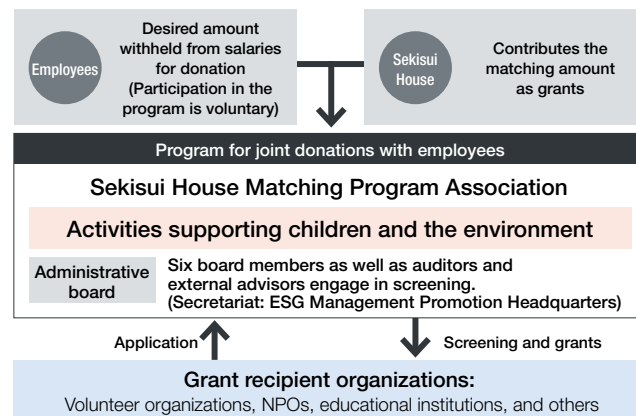 Employees
Desired amount
withheld from salaries
for donation
(Participation in the
program is voluntary)
Sekisui
House
Contributes the
matching amount
as grants
Program for joint donations with employees
Sekisui House Matching Program Association
Activities supporting children and the environment
Administrative
board
Six board members as well as auditors and
external advisors engage in screening.
(Secretariat: ESG Management Promotion Headquarters)
Application
Screening and grants
Grant recipient organizations:
Volunteer organizations, NPOs, educational institutions, and others